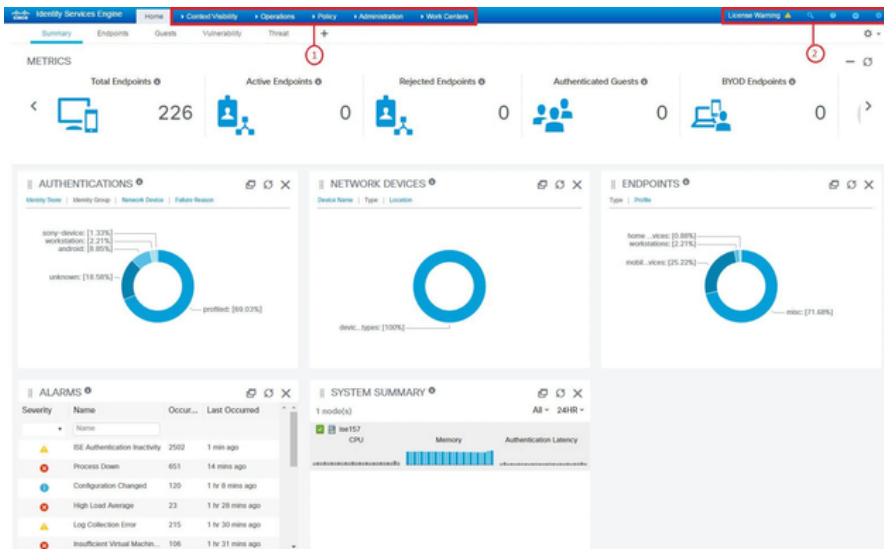 CISCO Identity Services Engine Home Context Visibility Operations Policy Administration Work Centers License Warning
Summary Endpoints Guests Vulnerability Threat +
1 2
METRICS
Total Endpoints Active Endpoints Rejected Endpoints Authenticated Guests BYOD Endpoints
226 0 0 0 0
AUTHENTICATIONS NETWORK DEVICES ENDPOINTS
Identity Store | Identity Group | Network Device | Failure Reason Device Name | Type | Location Type | Profile
sony-device: [1.33%]
workstation: [2.21%]
android: [8.85%]
unknown: [18.58%]
profiled: [69.03%]
devic...types: [100%]
home ...vices: [0.88%]
workstations: [2.21%]
mobil...vices: [25.22%]
misc: [71.68%]
ALARMS SYSTEM SUMMARY
Severity Name Occur... Last Occurred
Name
ISE Authentication Inactivity 2502 1 min ago
Process Down 651 14 mins ago
Configuration Changed 120 1 hr 8 mins ago
High Load Average 23 1 hr 28 mins ago
Log Collection Error 215 1 hr 30 mins ago
Insufficient Virtual Machin... 106 1 hr 31 mins ago
1 node(s) All 24HR
ise157
CPU Memory Authentication Latency